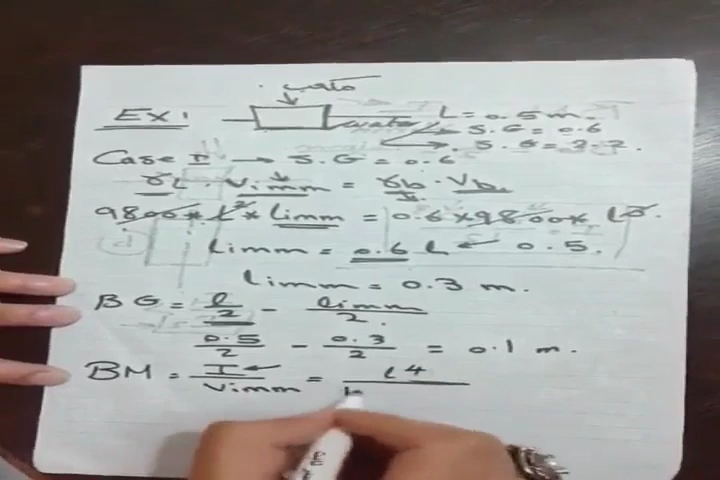 مكعب
EX1 L = 0.5 m.
water S.G = 0.6
S.G = 2.2.
Case I → S.G = 0.6
γL . Vimm = γb . Vb
9800 * l² * limm = 0.6 * 9800 * l³.
limm = 0.6 L ← 0.5.
limm = 0.3 m.
BG = l/2 - limm/2.
0.5/2 - 0.3/2 = 0.1 m.
BM = I/Vimm = l4